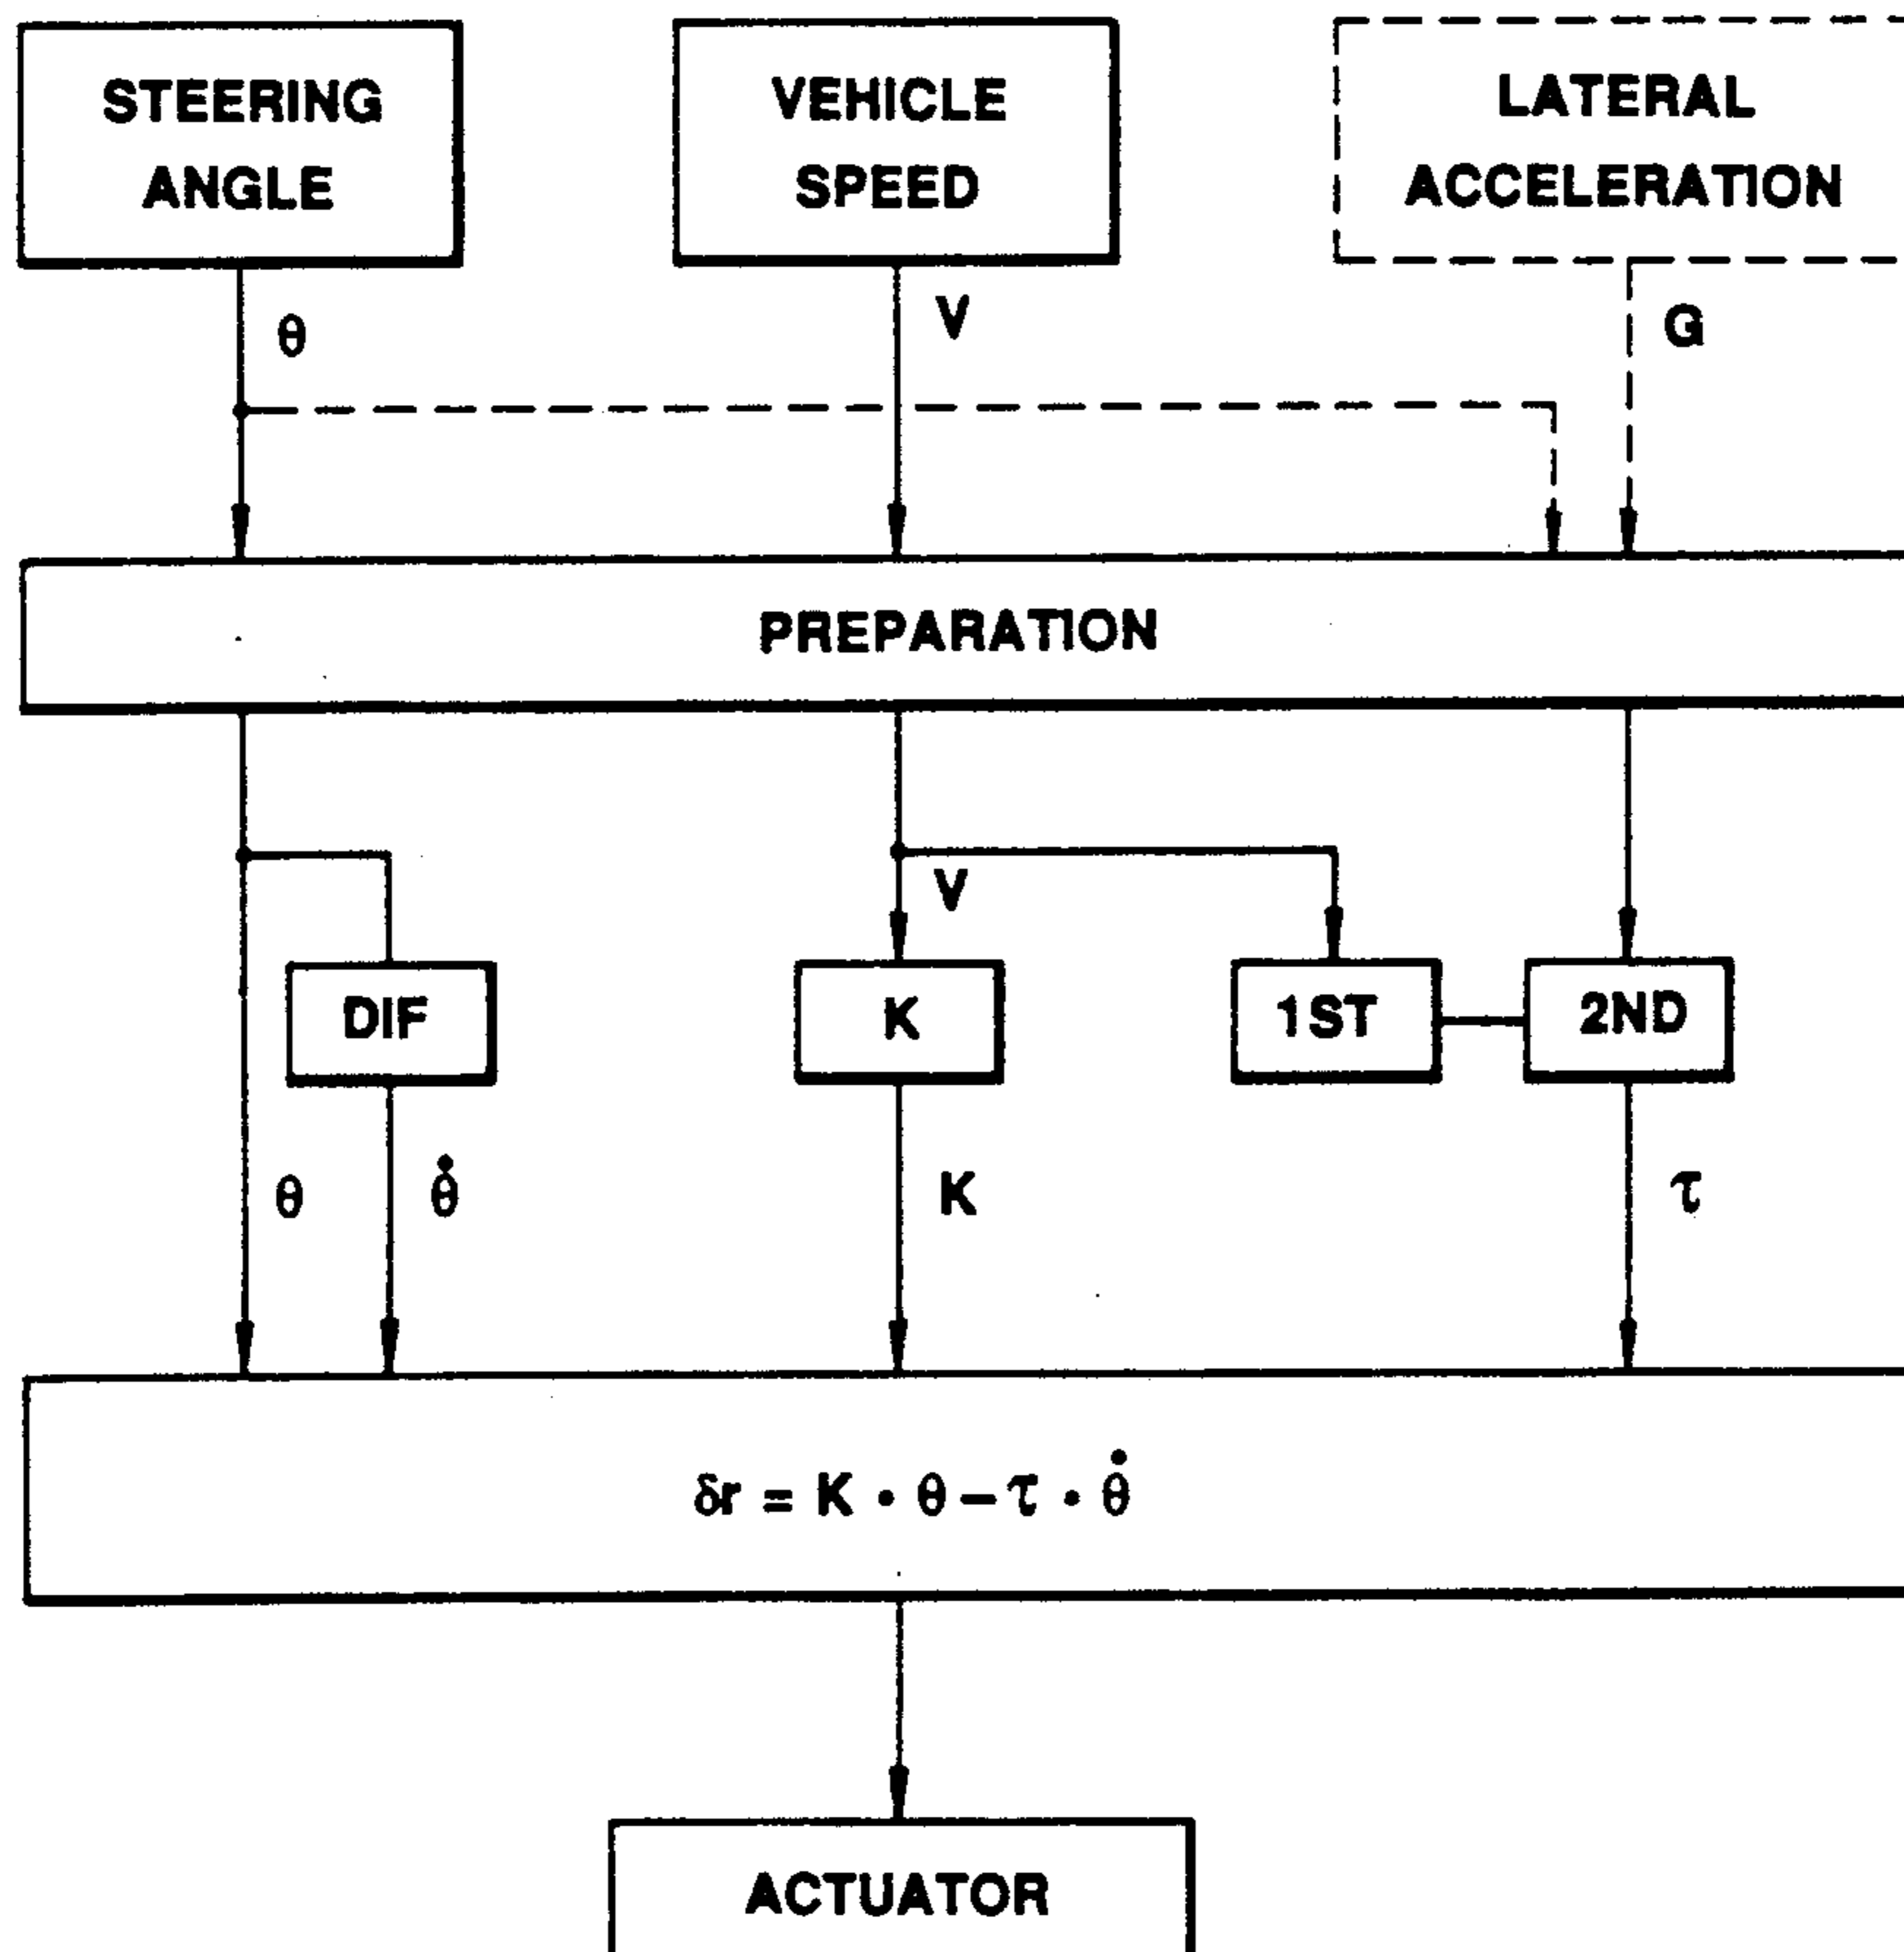 STEERING
ANGLE
VEHICLE
SPEED
LATERAL
ACCELERATION
θ
V
G
PREPARATION
V
DIF
K
1ST
2ND
θ
θ̇
K
τ
δr = K · θ – τ · θ̇
ACTUATOR